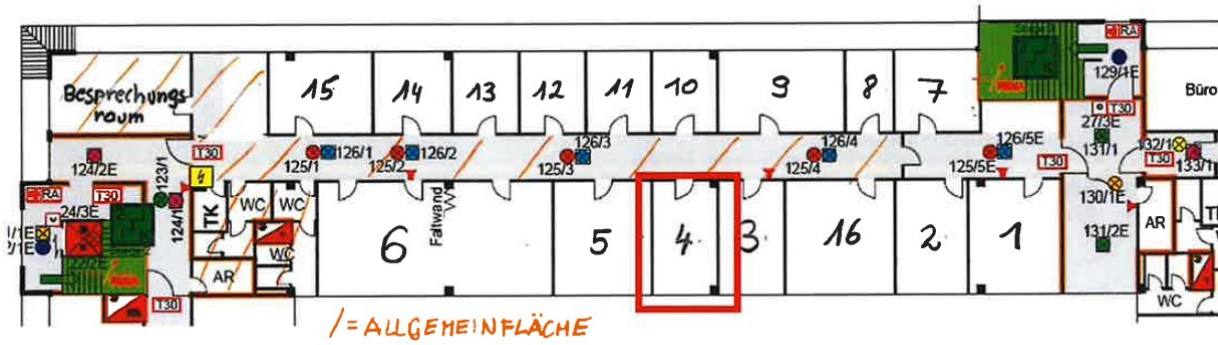 RA
129/1E
Büro
Besprechungs
raum
15
14
13
12
11
10
9
8
7
27/3E
T30
131/1
132/1
T30
133/1
T30
126/1
125/1
126/2
125/2
126/3
125/3
126/4
125/4
126/5E
125/5E
T30
124/2E
123/1
124/1
RA
T30
24/3E
TK
WC
WC
WC
AR
T30
6
Faltwand
5
4
3
16
2
1
130/1E
131/2E
AR
WC
/= ALLGEMEINFLÄCHE